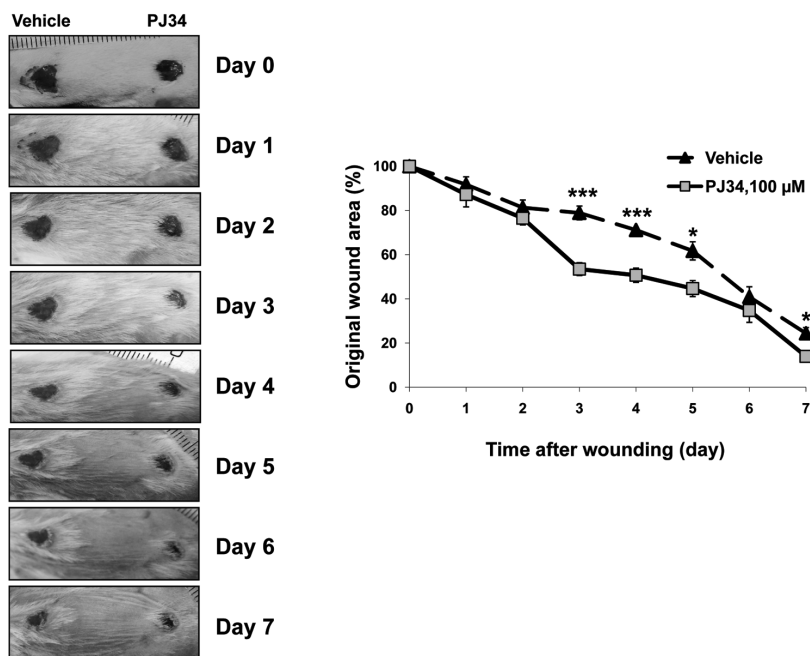 Vehicle PJ34
Day 0
Day 1
Day 2
Day 3
Day 4
Day 5
Day 6
Day 7
Vehicle
PJ34,100 µM
Original wound area (%)
100
80
60
40
20
0
***
***
*
*
0 1 2 3 4 5 6 7
Time after wounding (day)